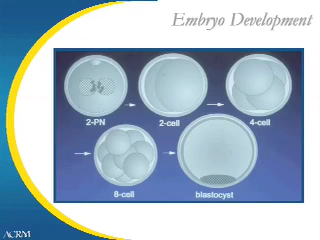 Embryo Development
2-PN
2-cell
4-cell
8-cell
blastocyst
ACRM